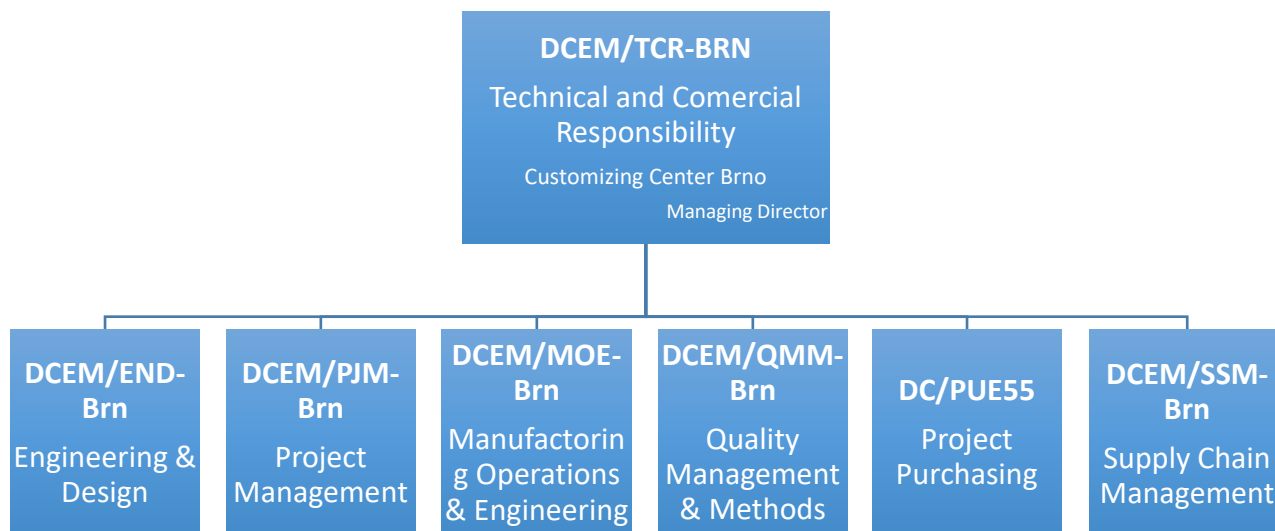 DCEM/TCR-BRN
Technical and Comercial
Responsibility
Customizing Center Brno
Managing Director
DCEM/END-
Brn
Engineering &
Design
DCEM/PJM-
Brn
Project
Management
DCEM/MOE-
Brn
Manufactorin
g Operations
& Engineering
DCEM/QMM-
Brn
Quality
Management
& Methods
DC/PUE55
Project
Purchasing
DCEM/SSM-
Brn
Supply Chain
Management